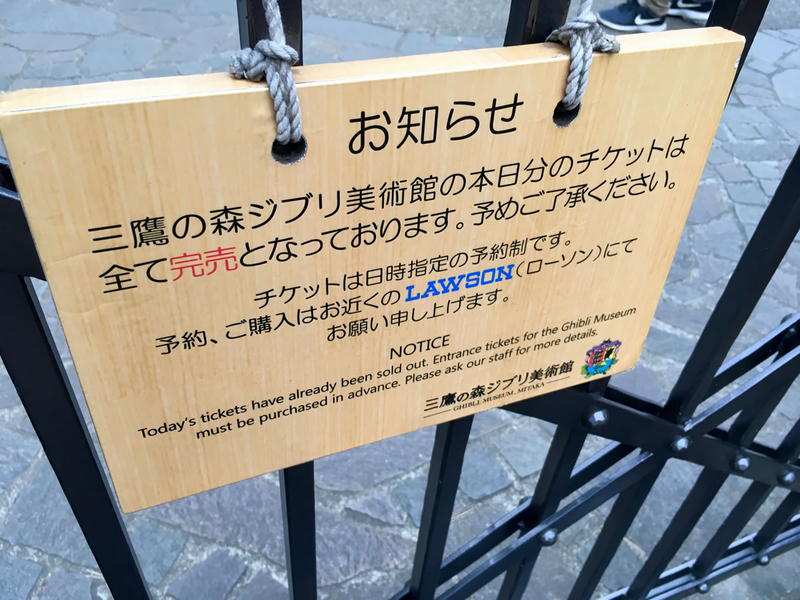 お知らせ
三鷹の森ジブリ美術館の本日分のチケットは
全て完売となっております。予めご了承ください。
チケットは日時指定の予約制です。
予約、ご購入はお近くの LAWSON(ローソン)にて
お願い申し上げます。
NOTICE
Today's tickets have already been sold out. Entrance tickets for the Ghibli Museum
must be purchased in advance. Please ask our staff for more details.
三鷹の森ジブリ美術館
GHIBLI MUSEUM, MITAKA